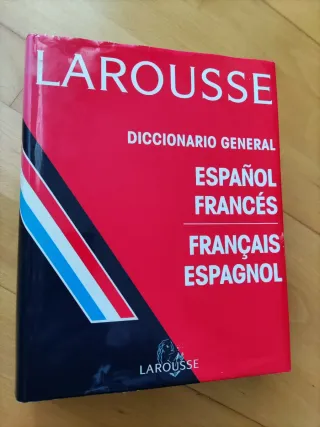 LAROUSSE
DICCIONARIO GENERAL
ESPAÑOL
FRANCÉS
FRANÇAIS
ESPAGNOL
LAROUSSE